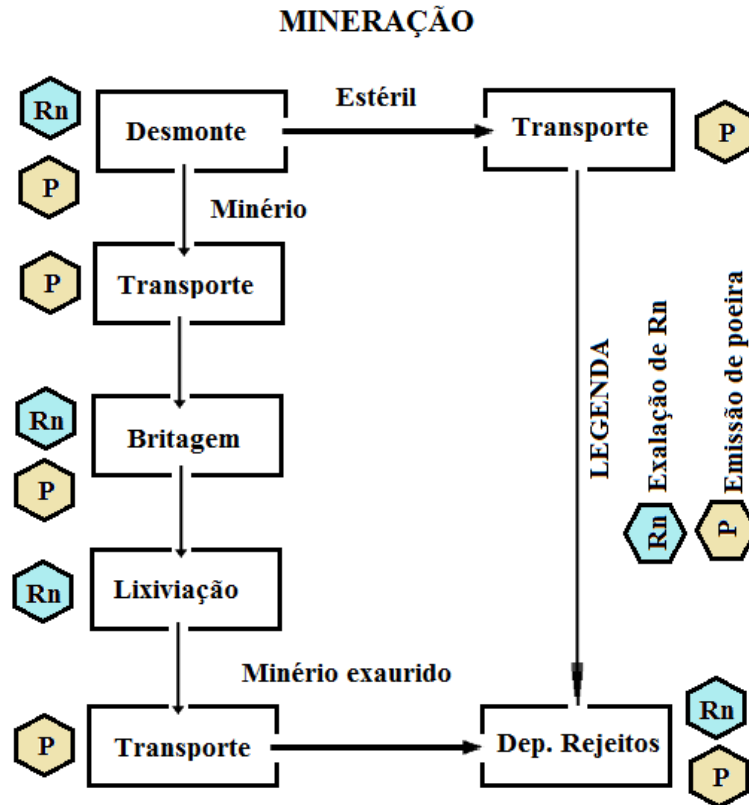 MINERAÇÃO
Rn
Desmonte
Estéril
Transporte
P
P
Minério
P
Transporte
Rn
Britagem
P
LEGENDA
Rn Exalação de Rn
P Emissão de poeira
Rn
Lixiviação
Minério exaurido
P
Transporte
Dep. Rejeitos
Rn
P